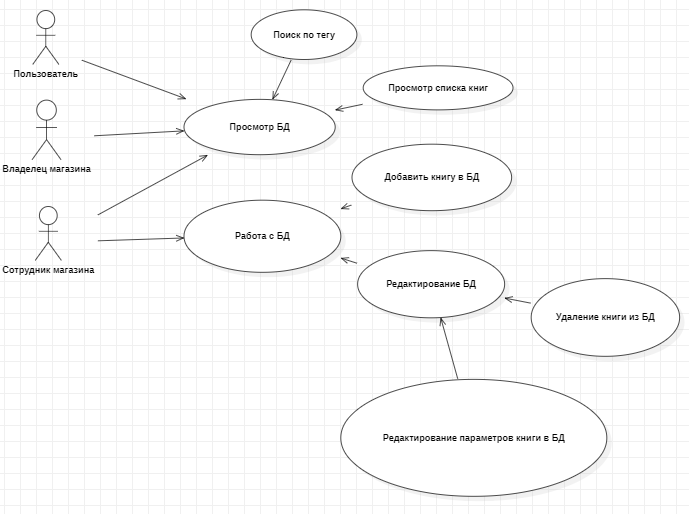 Поиск по тегу
Пользователь
Просмотр списка книг
Просмотр БД
Владелец магазина
Добавить книгу в БД
Работа с БД
Сотрудник магазина
Редактирование БД
Удаление книги из БД
Редактирование параметров книги в БД